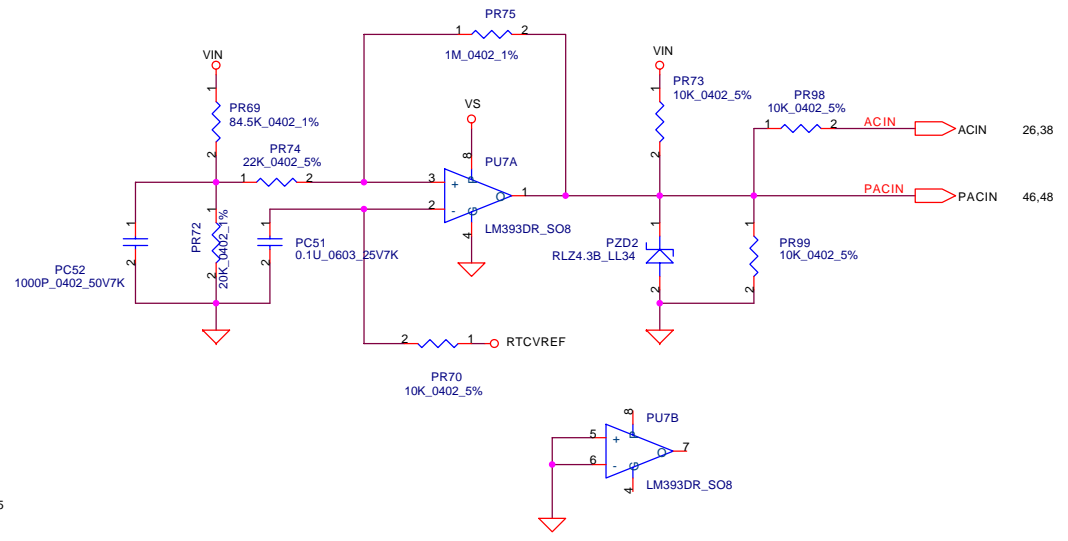 PR75
1 2
1M_0402_1%
VIN
1
PR69
84.5K_0402_1%
2
PR74
22K_0402_5%
1 2
VS
8
PU7A
3 +
2 -
O 1
4
LM393DR_SO8
VIN
1
PR73
10K_0402_5%
2
PR98
10K_0402_5%
1 2
ACIN
ACIN 26,38
PACIN
PACIN 46,48
1
2
PC52
1000P_0402_50V7K
1
PR72
20K_0402_1%
2
1
2
PC51
0.1U_0603_25V7K
1
PZD2
RLZ4.3B_LL34
2
1
PR99
10K_0402_5%
2
2 1
RTCVREF
PR70
10K_0402_5%
8
PU7B
5 +
6 -
O 7
4
LM393DR_SO8